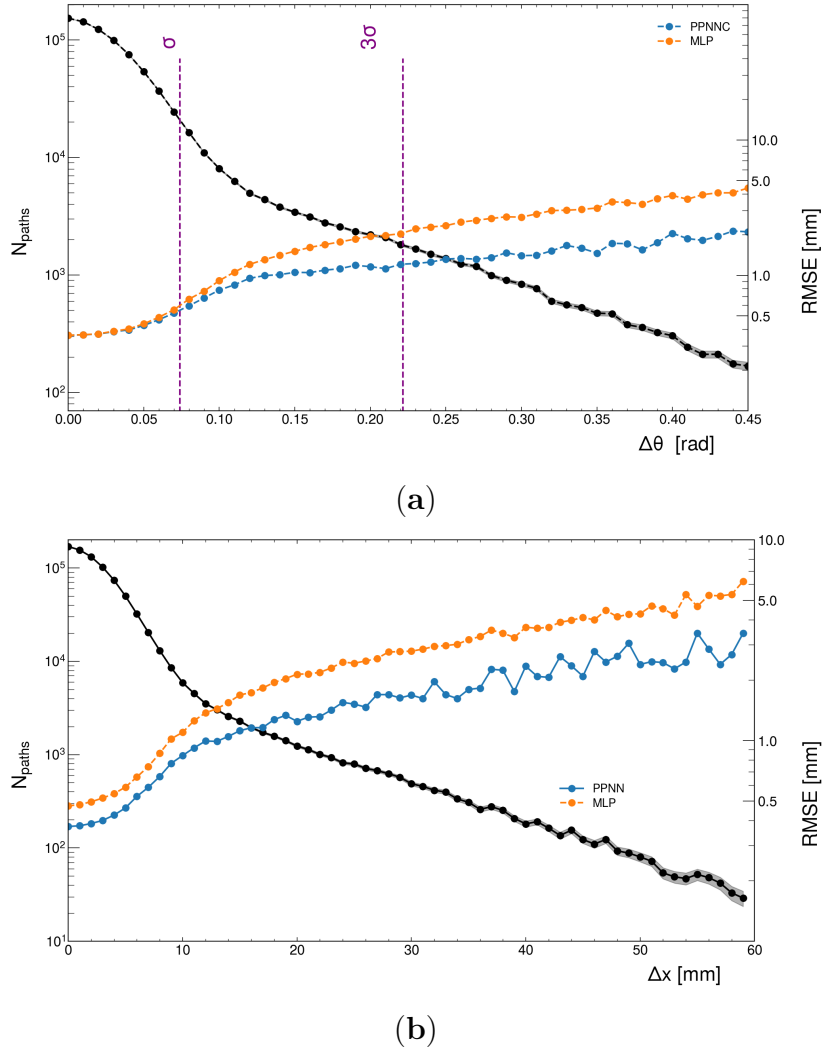 PPNNC
MLP
σ
3σ
10⁵
10⁴
10³
10²
N_paths
10.0
5.0
1.0
0.5
RMSE [mm]
0.00 0.05 0.10 0.15 0.20 0.25 0.30 0.35 0.40 0.45
Δθ [rad]
(a)
10⁵
10⁴
10³
10²
10¹
N_paths
10.0
5.0
1.0
0.5
RMSE [mm]
PPNN
MLP
0 10 20 30 40 50 60
Δx [mm]
(b)